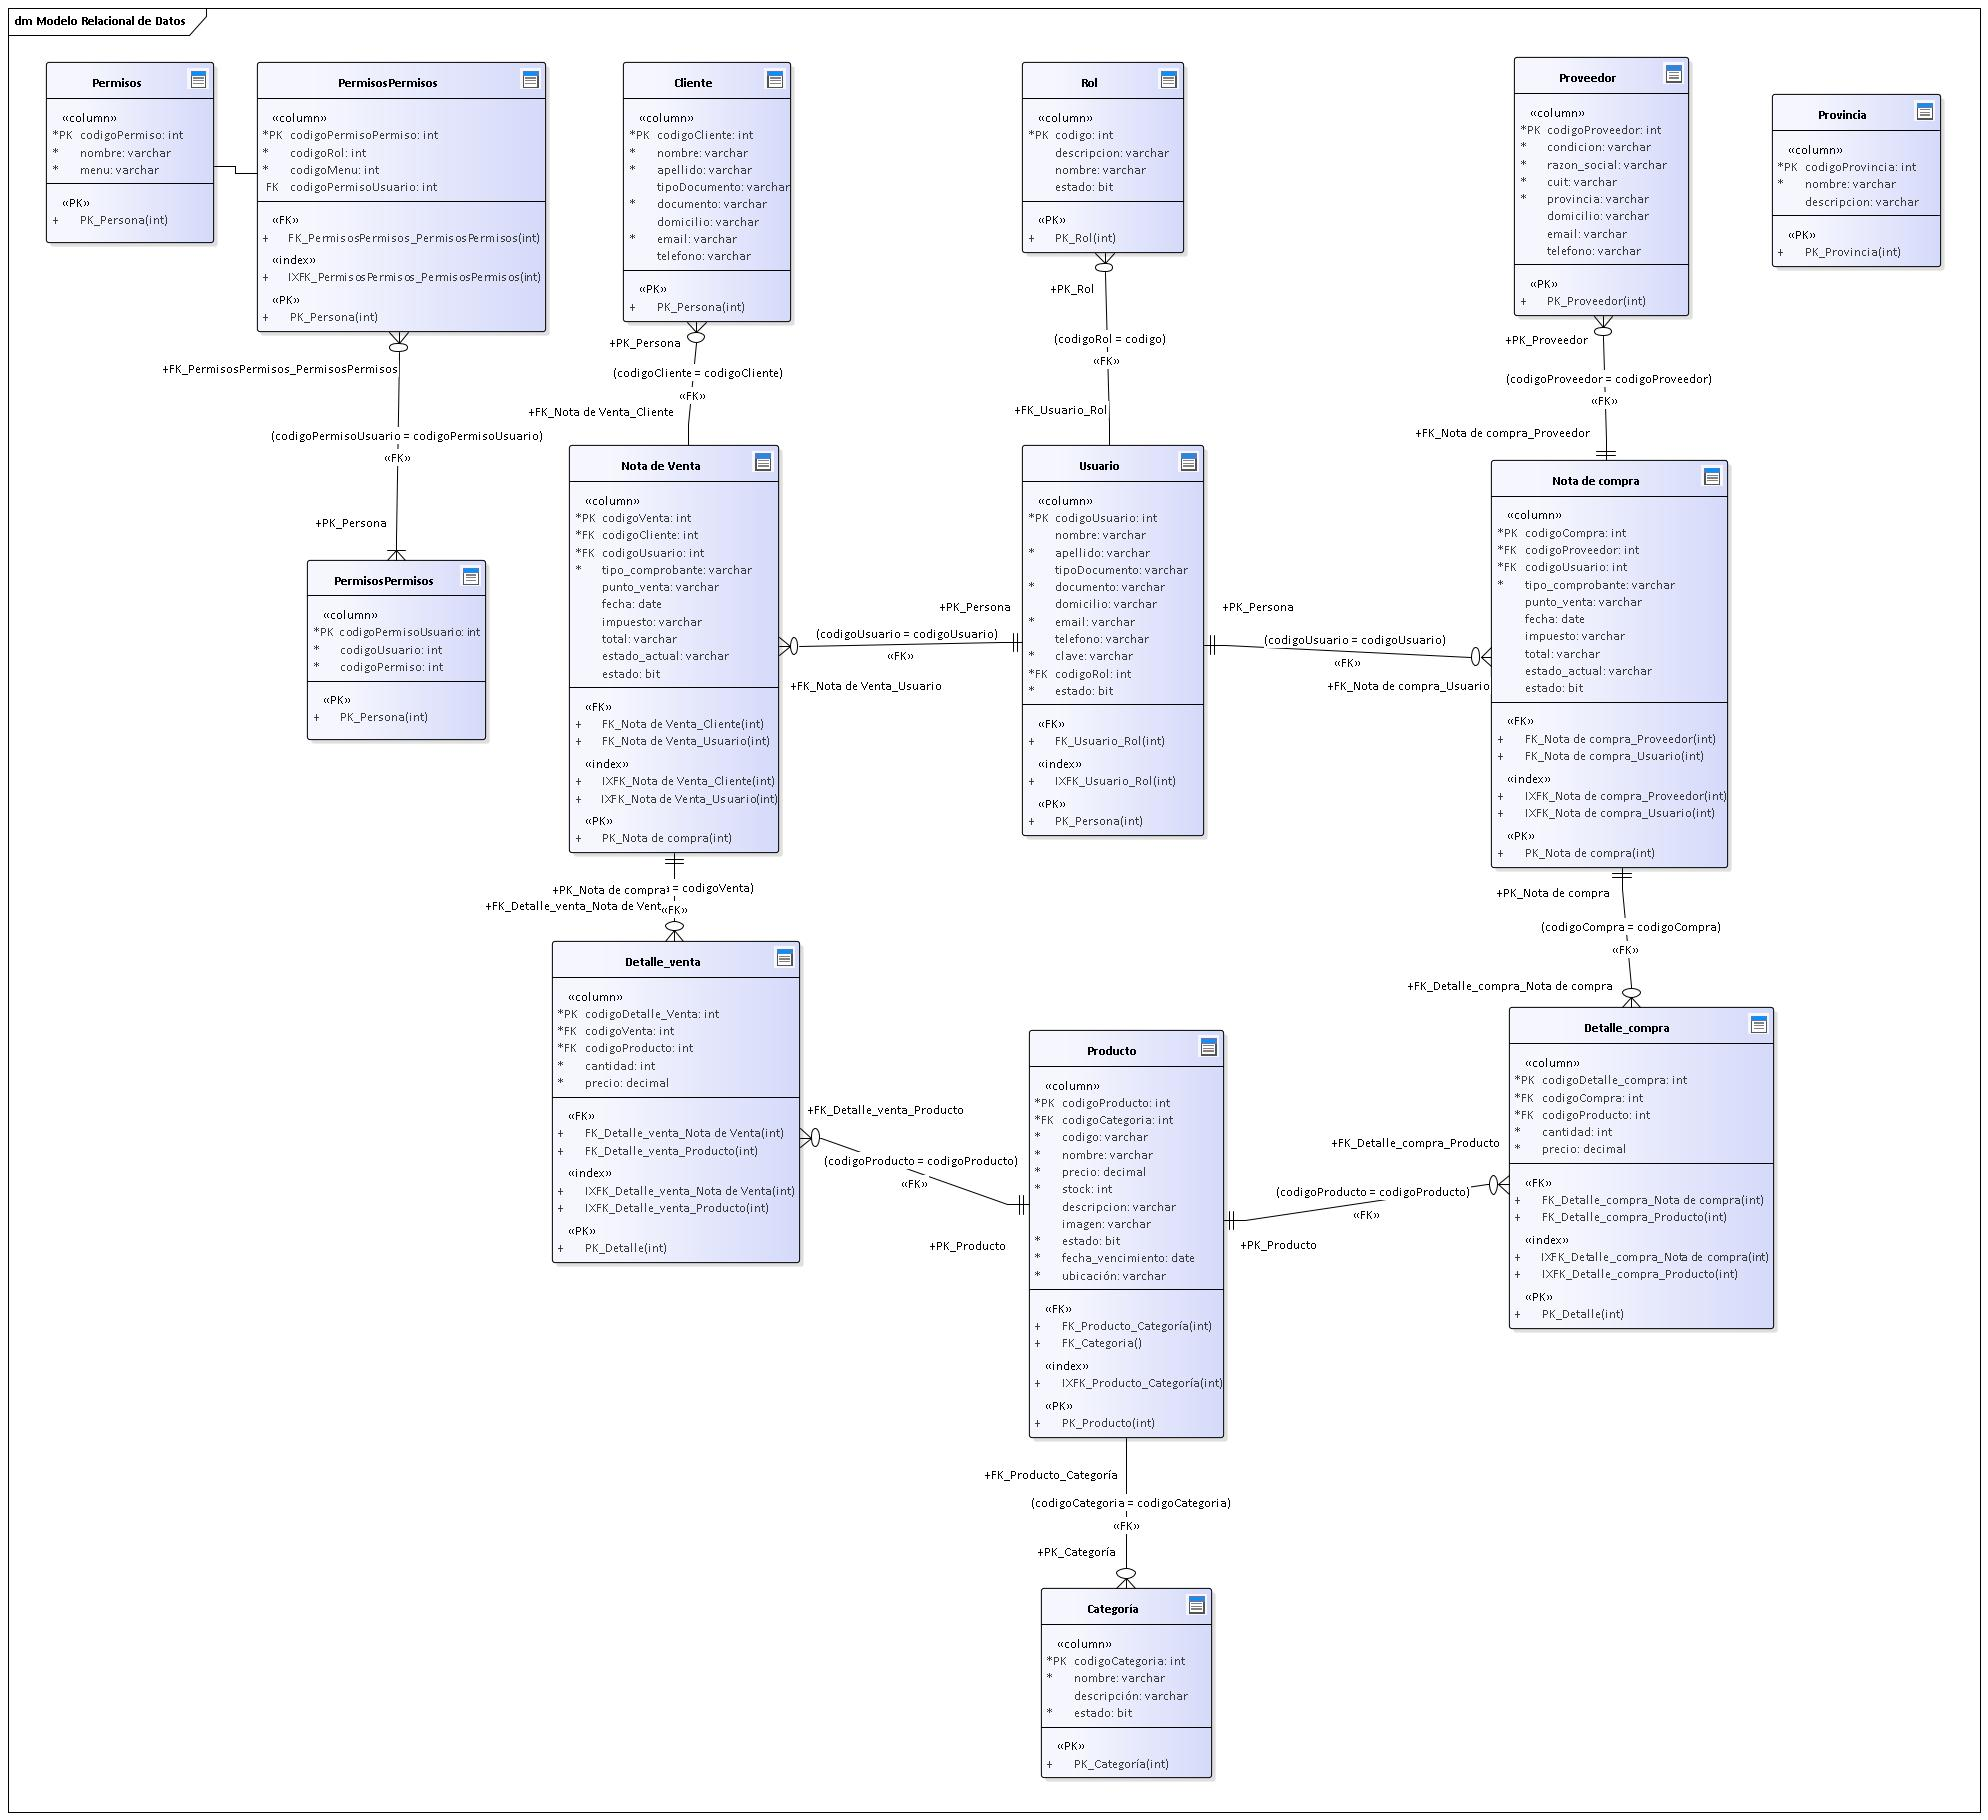 dm Modelo Relacional de Datos
Permisos
«column»
*PK codigoPermiso: int
* nombre: varchar
* menu: varchar
«PK»
+ PK_Persona(int)
PermisosPermisos
«column»
*PK codigoPermisoPermiso: int
* codigoRol: int
* codigoMenu: int
FK codigoPermisoUsuario: int
«FK»
+ FK_PermisosPermisos_PermisosPermisos(int)
«index»
+ IXFK_PermisosPermisos_PermisosPermisos(int)
«PK»
+ PK_Persona(int)
Cliente
«column»
*PK codigoCliente: int
* nombre: varchar
* apellido: varchar
tipoDocumento: varchar
* documento: varchar
domicilio: varchar
* email: varchar
telefono: varchar
«PK»
+ PK_Persona(int)
Rol
«column»
*PK codigo: int
descripcion: varchar
nombre: varchar
estado: bit
«PK»
+ PK_Rol(int)
Proveedor
«column»
*PK codigoProveedor: int
* condicion: varchar
* razon_social: varchar
* cuit: varchar
* provincia: varchar
domicilio: varchar
email: varchar
telefono: varchar
«PK»
+ PK_Proveedor(int)
Provincia
«column»
*PK codigoProvincia: int
* nombre: varchar
descripcion: varchar
«PK»
+ PK_Provincia(int)
+FK_PermisosPermisos_PermisosPermisos
(codigoPermisoUsuario = codigoPermisoUsuario)
«FK»
+PK_Persona
+PK_Persona
(codigoCliente = codigoCliente)
«FK»
+FK_Nota de Venta_Cliente
+PK_Rol
(codigoRol = codigo)
«FK»
+FK_Usuario_Rol
+PK_Proveedor
(codigoProveedor = codigoProveedor)
«FK»
+FK_Nota de compra_Proveedor
PermisosPermisos
«column»
*PK codigoPermisoUsuario: int
* codigoUsuario: int
* codigoPermiso: int
«PK»
+ PK_Persona(int)
Nota de Venta
«column»
*PK codigoVenta: int
*FK codigoCliente: int
*FK codigoUsuario: int
* tipo_comprobante: varchar
punto_venta: varchar
fecha: date
impuesto: varchar
total: varchar
estado_actual: varchar
estado: bit
«FK»
+ FK_Nota de Venta_Cliente(int)
+ FK_Nota de Venta_Usuario(int)
«index»
+ IXFK_Nota de Venta_Cliente(int)
+ IXFK_Nota de Venta_Usuario(int)
«PK»
+ PK_Nota de compra(int)
+PK_Persona
(codigoUsuario = codigoUsuario)
«FK»
+FK_Nota de Venta_Usuario
Usuario
«column»
*PK codigoUsuario: int
nombre: varchar
* apellido: varchar
tipoDocumento: varchar
* documento: varchar
domicilio: varchar
* email: varchar
telefono: varchar
* clave: varchar
*FK codigoRol: int
* estado: bit
«FK»
+ FK_Usuario_Rol(int)
«index»
+ IXFK_Usuario_Rol(int)
«PK»
+ PK_Persona(int)
+PK_Persona
(codigoUsuario = codigoUsuario)
«FK»
+FK_Nota de compra_Usuario
Nota de compra
«column»
*PK codigoCompra: int
*FK codigoProveedor: int
*FK codigoUsuario: int
* tipo_comprobante: varchar
punto_venta: varchar
fecha: date
impuesto: varchar
total: varchar
estado_actual: varchar
estado: bit
«FK»
+ FK_Nota de compra_Proveedor(int)
+ FK_Nota de compra_Usuario(int)
«index»
+ IXFK_Nota de compra_Proveedor(int)
+ IXFK_Nota de compra_Usuario(int)
«PK»
+ PK_Nota de compra(int)
+PK_Nota de compra = codigoVenta)
+FK_Detalle_venta_Nota de Vent «FK»
+PK_Nota de compra
(codigoCompra = codigoCompra)
«FK»
+FK_Detalle_compra_Nota de compra
Detalle_venta
«column»
*PK codigoDetalle_Venta: int
*FK codigoVenta: int
*FK codigoProducto: int
* cantidad: int
* precio: decimal
«FK»
+ FK_Detalle_venta_Nota de Venta(int)
+ FK_Detalle_venta_Producto(int)
«index»
+ IXFK_Detalle_venta_Nota de Venta(int)
+ IXFK_Detalle_venta_Producto(int)
«PK»
+ PK_Detalle(int)
+FK_Detalle_venta_Producto
(codigoProducto = codigoProducto)
«FK»
+PK_Producto
Producto
«column»
*PK codigoProducto: int
*FK codigoCategoria: int
* codigo: varchar
* nombre: varchar
* precio: decimal
* stock: int
descripcion: varchar
imagen: varchar
* estado: bit
* fecha_vencimiento: date
* ubicación: varchar
«FK»
+ FK_Producto_Categoría(int)
+ FK_Categoria()
«index»
+ IXFK_Producto_Categoría(int)
«PK»
+ PK_Producto(int)
+FK_Detalle_compra_Producto
(codigoProducto = codigoProducto)
«FK»
+PK_Producto
Detalle_compra
«column»
*PK codigoDetalle_compra: int
*FK codigoCompra: int
*FK codigoProducto: int
* cantidad: int
* precio: decimal
«FK»
+ FK_Detalle_compra_Nota de compra(int)
+ FK_Detalle_compra_Producto(int)
«index»
+ IXFK_Detalle_compra_Nota de compra(int)
+ IXFK_Detalle_compra_Producto(int)
«PK»
+ PK_Detalle(int)
+FK_Producto_Categoría
(codigoCategoria = codigoCategoria)
«FK»
+PK_Categoría
Categoría
«column»
*PK codigoCategoria: int
* nombre: varchar
descripción: varchar
* estado: bit
«PK»
+ PK_Categoría(int)